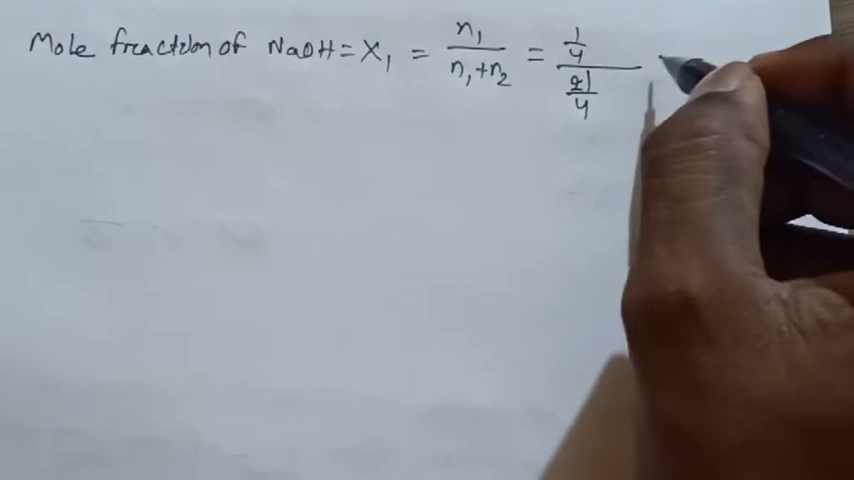 Mole fraction of NaOH = X₁ = n₁/(n₁+n₂) = (1/4)/(21/4)